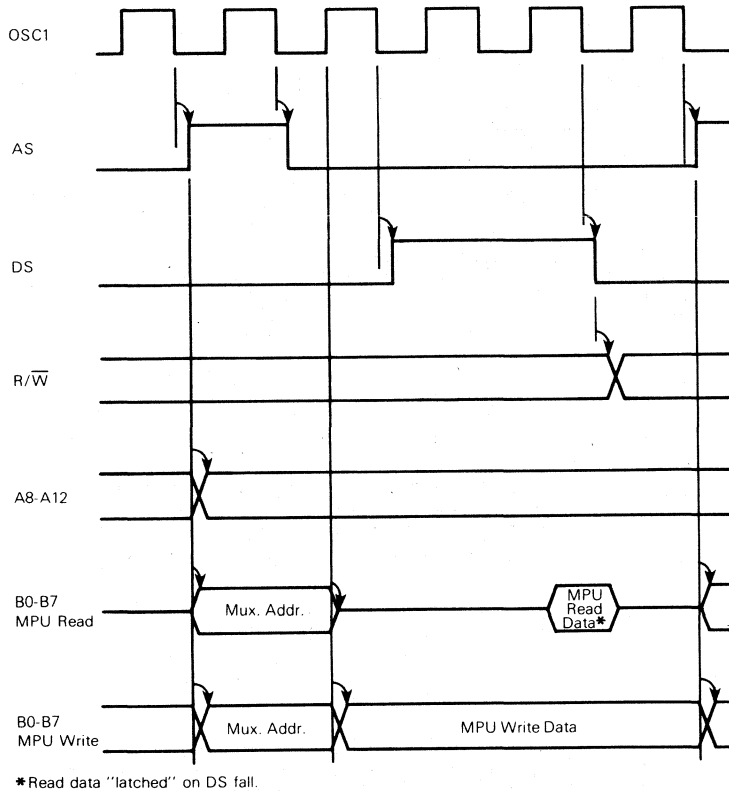 OSC1
AS
DS
R/W̅
A8-A12
B0-B7
MPU Read
Mux. Addr.
MPU
Read
Data*
B0-B7
MPU Write
Mux. Addr.
MPU Write Data
*Read data ''latched'' on DS fall.